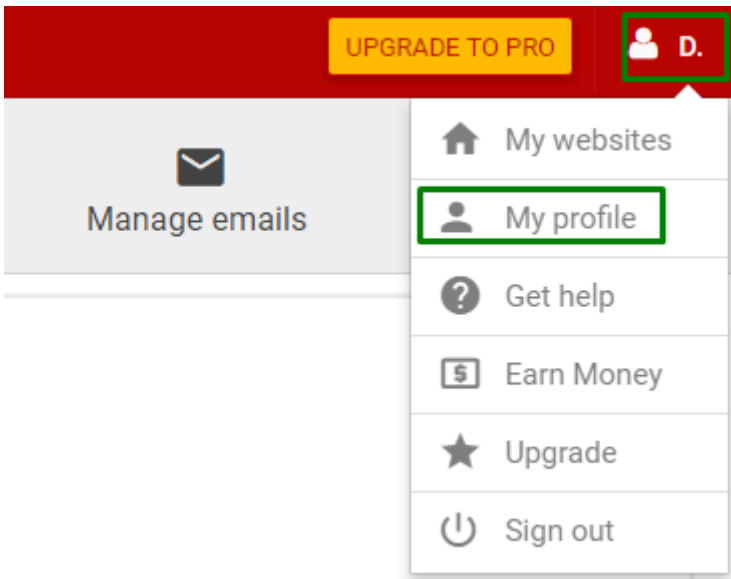 UPGRADE TO PRO
D.
My websites
Manage emails
My profile
Get help
Earn Money
Upgrade
Sign out